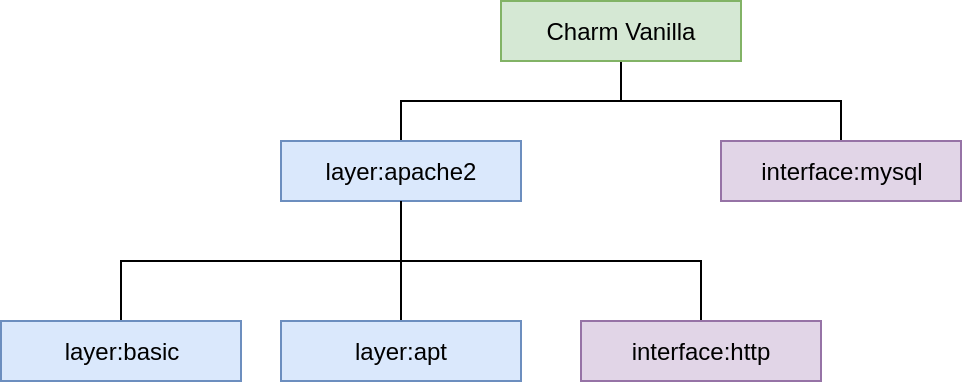 Charm Vanilla
layer:apache2
interface:mysql
layer:basic
layer:apt
interface:http